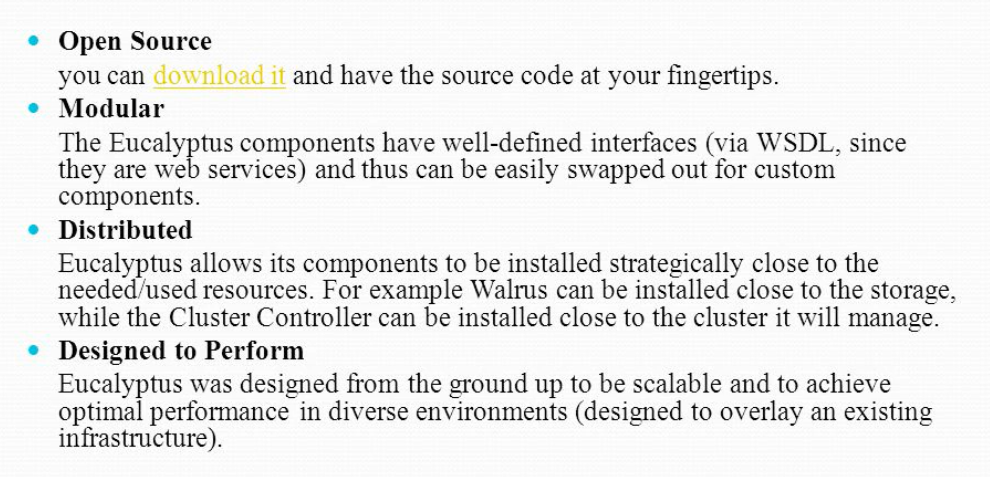 Open Source
you can download it and have the source code at your fingertips.
Modular
The Eucalyptus components have well-defined interfaces (via WSDL, since
they are web services) and thus can be easily swapped out for custom
components.
Distributed
Eucalyptus allows its components to be installed strategically close to the
needed/used resources. For example Walrus can be installed close to the storage,
while the Cluster Controller can be installed close to the cluster it will manage.
Designed to Perform
Eucalyptus was designed from the ground up to be scalable and to achieve
optimal performance in diverse environments (designed to overlay an existing
infrastructure).